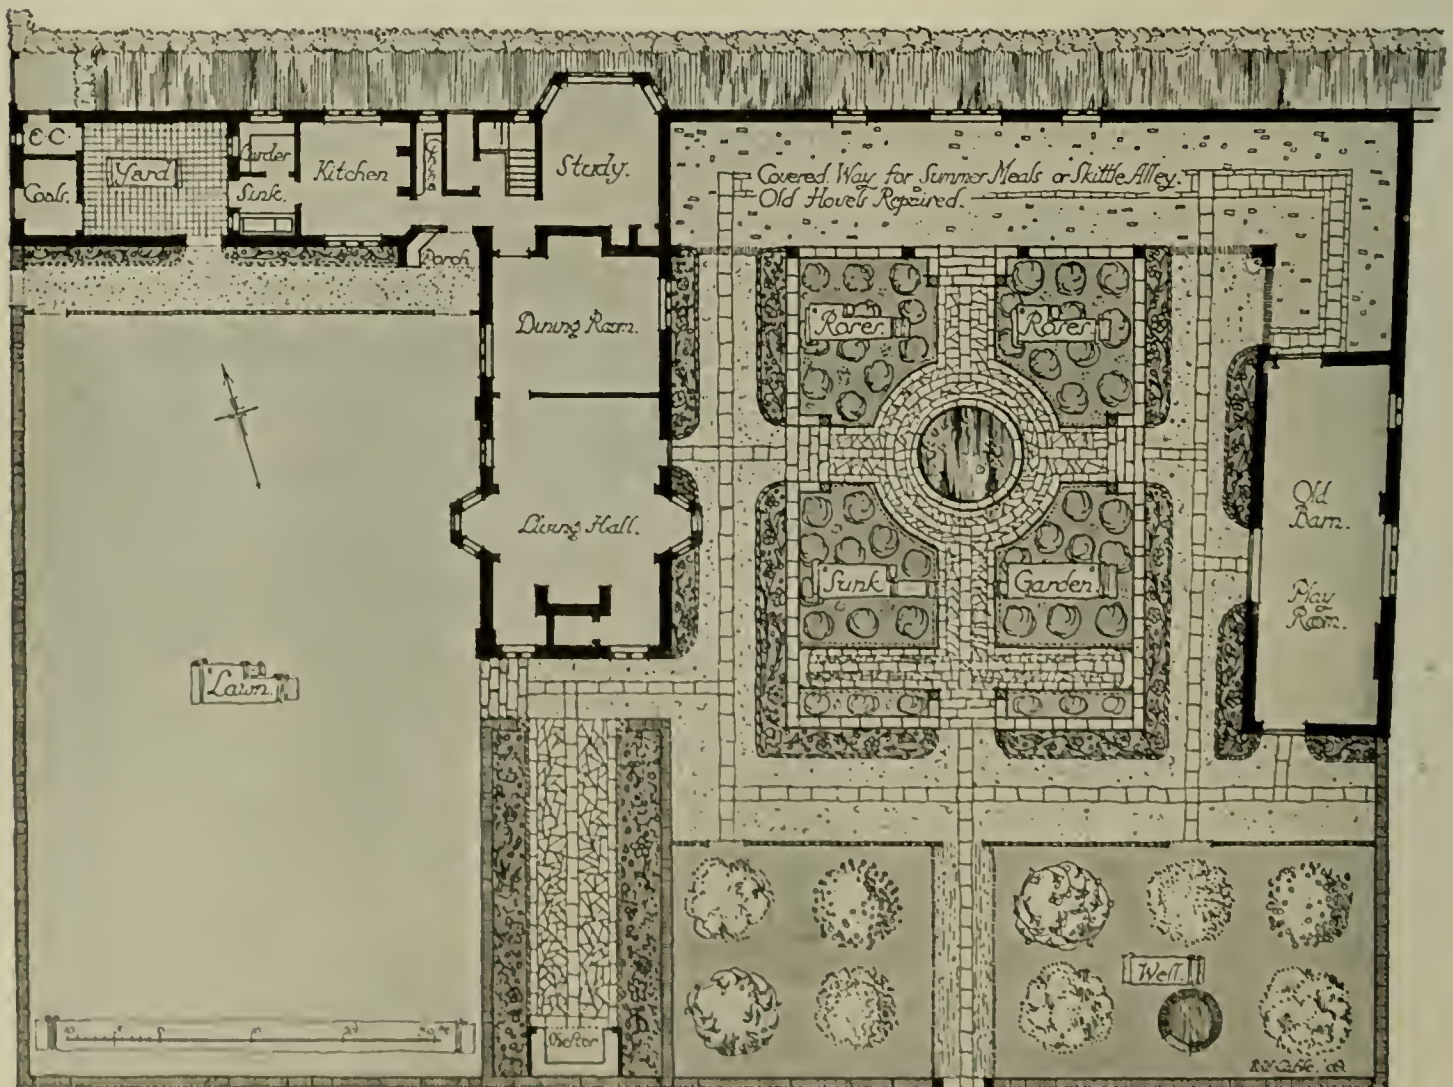 E.C.
Coals.
Yard
Larder
Sink.
Kitchen
China
Study.
Porch
Covered Way for Summer Meals or Skittle Alley.
Old Hovels Repaired.
Dining Room.
Roses.
Roses.
Living Hall.
Old
Barn.
Play
Room.
Sunk
Garden.
Lawn.
Well.